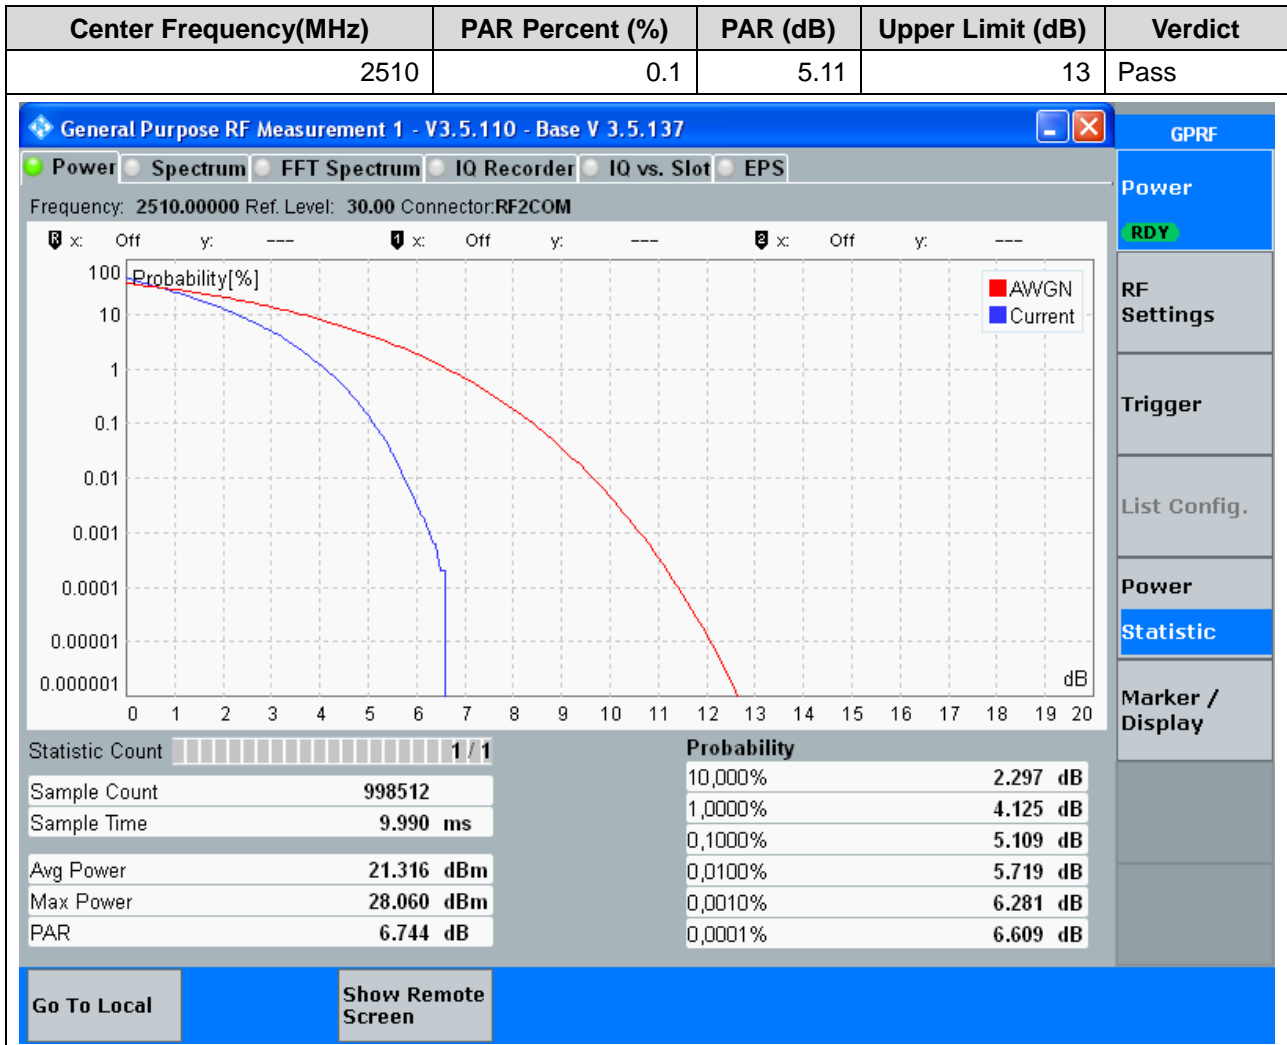 Center Frequency(MHz) PAR Percent (%) PAR (dB) Upper Limit (dB) Verdict
2510 0.1 5.11 13 Pass
General Purpose RF Measurement 1 - V3.5.110 - Base V 3.5.137
GPRF
Power Spectrum FFT Spectrum IQ Recorder IQ vs. Slot EPS
Power
RDY
Frequency: 2510.00000 Ref. Level: 30.00 Connector:RF2COM
R x: Off y: --- 1 x: Off y: --- 2 x: Off y: ---
Probability[%]
AWGN
Current
100
10
1
0.1
0.01
0.001
0.0001
0.00001
0.000001
dB
0 1 2 3 4 5 6 7 8 9 10 11 12 13 14 15 16 17 18 19 20
RF
Settings
Trigger
List Config.
Power
Statistic
Marker /
Display
Statistic Count 1 / 1
Sample Count 998512
Sample Time 9.990 ms
Avg Power 21.316 dBm
Max Power 28.060 dBm
PAR 6.744 dB
Probability
10,000% 2.297 dB
1,0000% 4.125 dB
0,1000% 5.109 dB
0,0100% 5.719 dB
0,0010% 6.281 dB
0,0001% 6.609 dB
Go To Local
Show Remote
Screen